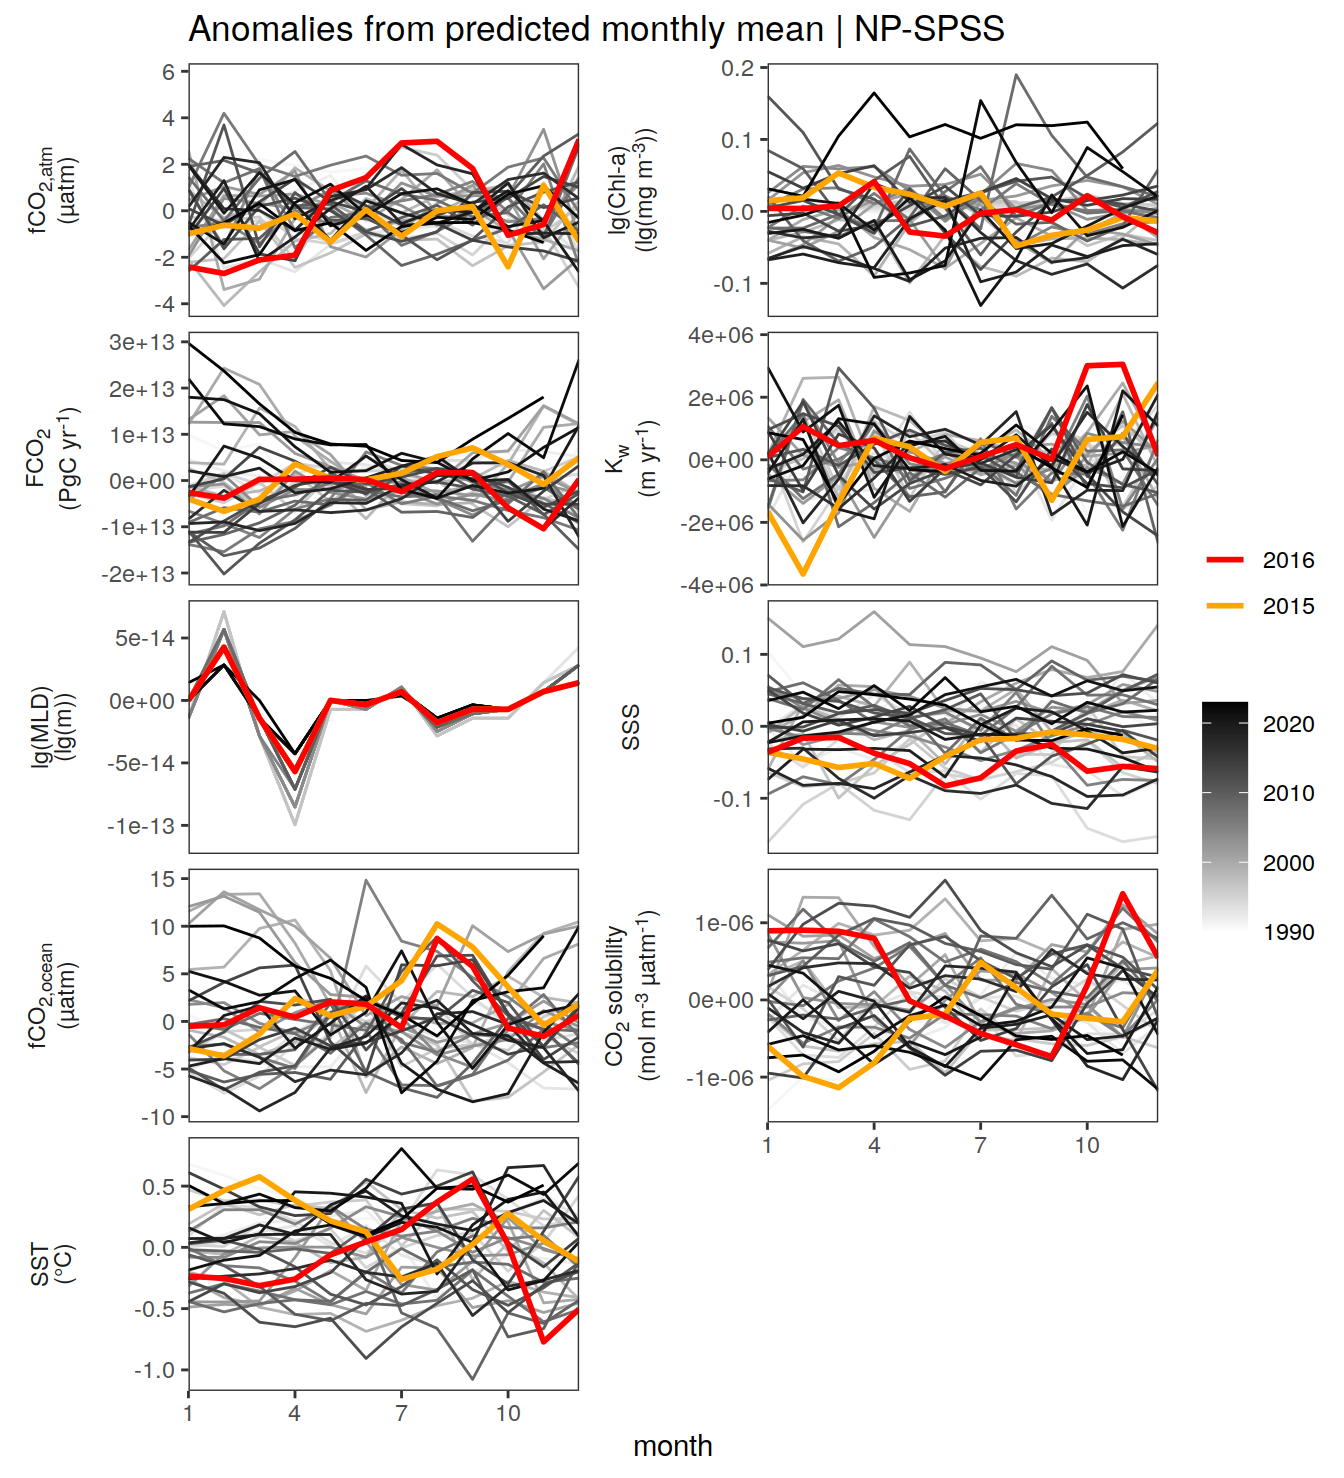 Anomalies from predicted monthly mean | NP-SPSS
fCO2,atm
(µatm)
6
4
2
0
-2
-4
lg(Chl-a)
(lg(mg m-3))
0.2
0.1
0.0
-0.1
FCO2
(PgC yr-1)
3e+13
2e+13
1e+13
0e+00
-1e+13
-2e+13
Kw
(m yr-1)
4e+06
2e+06
0e+00
-2e+06
-4e+06
lg(MLD)
(lg(m))
5e-14
0e+00
-5e-14
-1e-13
SSS
0.1
0.0
-0.1
fCO2,ocean
(µatm)
15
10
5
0
-5
-10
CO2 solubility
(mol m-3 µatm-1)
1e-06
0e+00
-1e-06
1 4 7 10
SST
(°C)
0.5
0.0
-0.5
-1.0
1 4 7 10
month
2016
2015
2020
2010
2000
1990